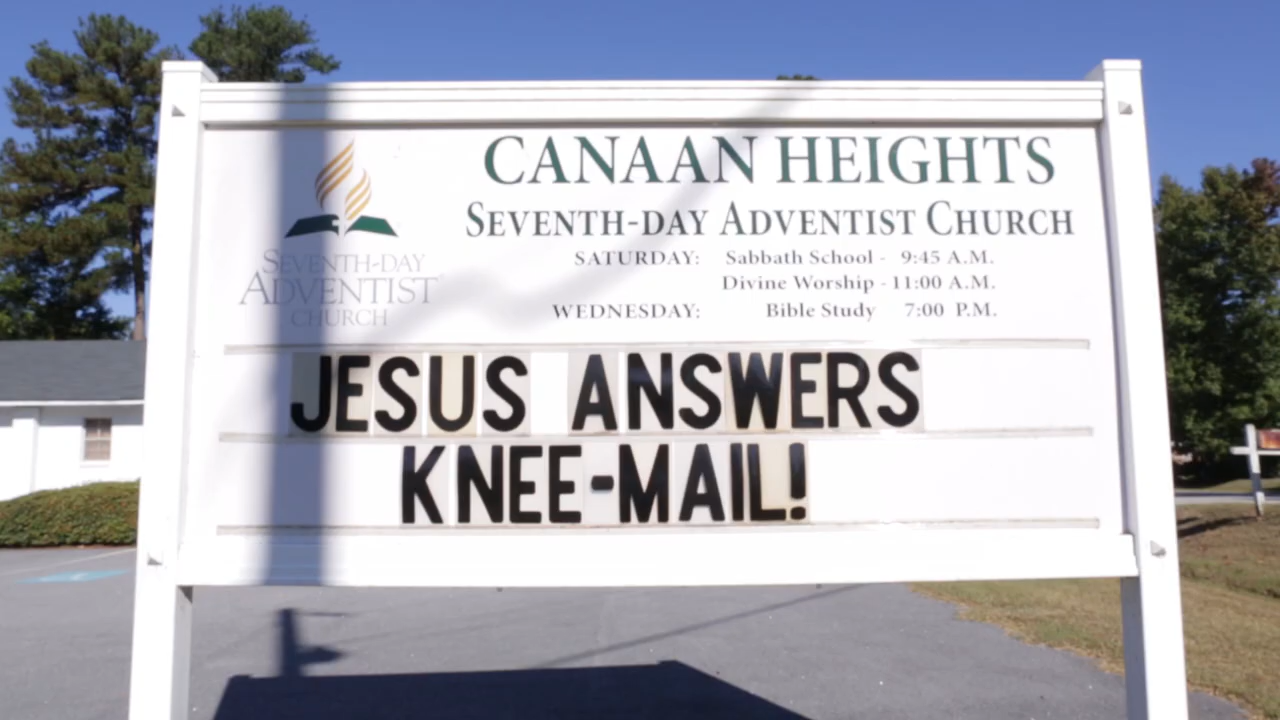 CANAAN HEIGHTS
SEVENTH-DAY ADVENTIST CHURCH
SATURDAY: Sabbath School - 9:45 A.M.
Divine Worship - 11:00 A.M.
WEDNESDAY: Bible Study 7:00 P.M.
SEVENTH-DAY
ADVENTIST
CHURCH
JESUS ANSWERS
KNEE-MAIL!